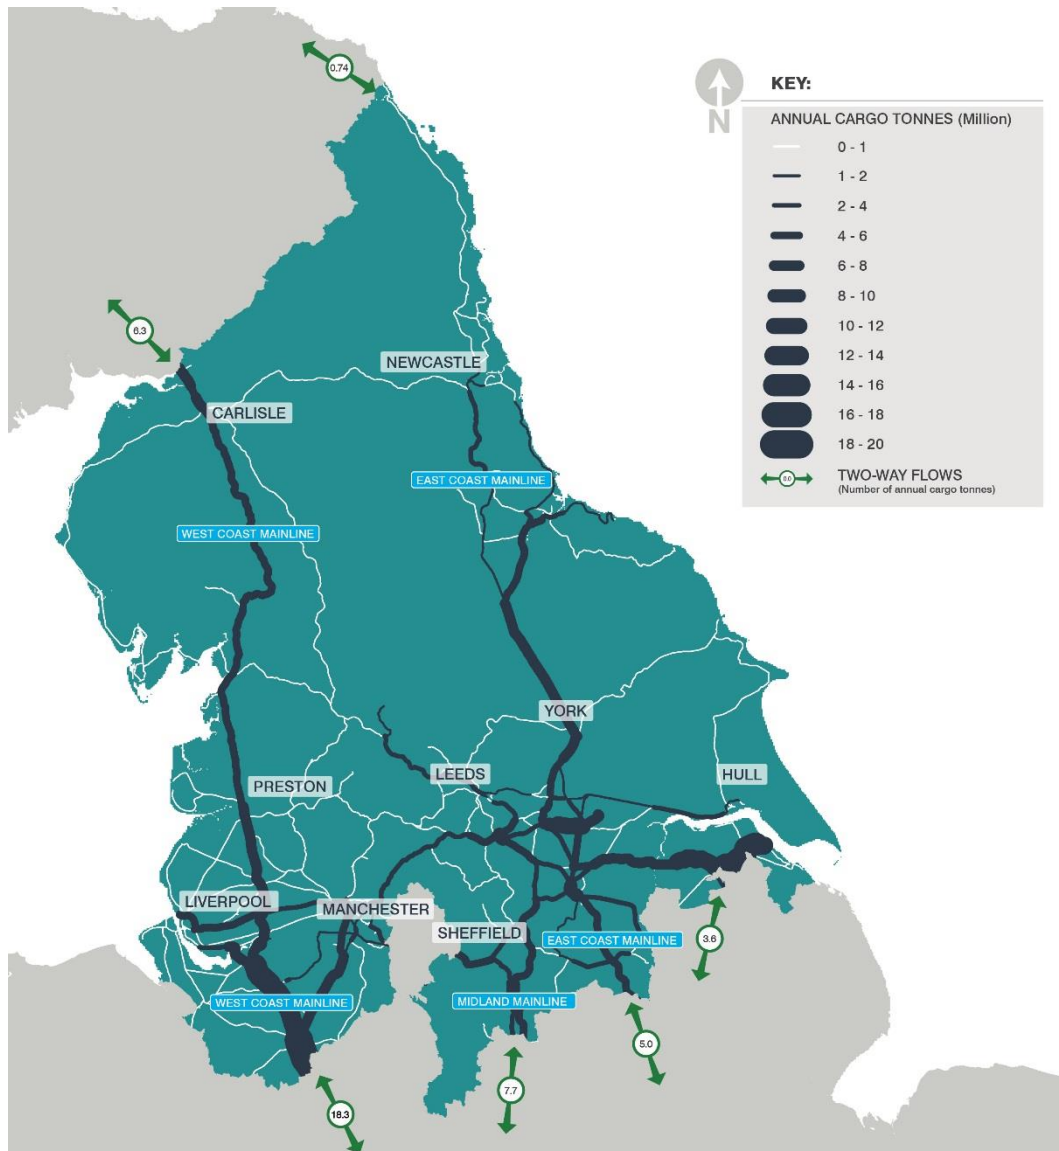 0.74
KEY:
N
ANNUAL CARGO TONNES (Million)
0 - 1
1 - 2
2 - 4
4 - 6
6 - 8
8 - 10
10 - 12
12 - 14
14 - 16
16 - 18
18 - 20
0.0
TWO-WAY FLOWS
(Number of annual cargo tonnes)
6.3
NEWCASTLE
CARLISLE
EAST COAST MAINLINE
WEST COAST MAINLINE
YORK
LEEDS
HULL
PRESTON
LIVERPOOL
MANCHESTER
SHEFFIELD
EAST COAST MAINLINE
3.6
WEST COAST MAINLINE
MIDLAND MAINLINE
5.0
7.7
18.3